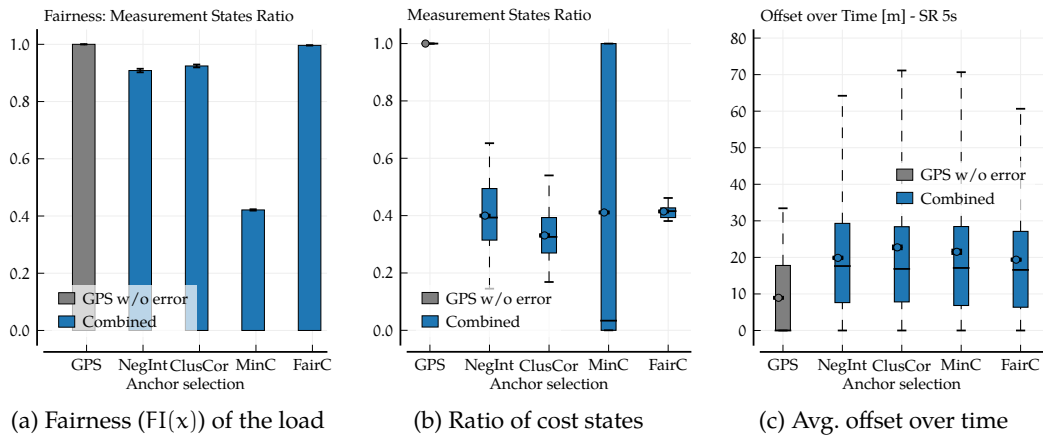 Fairness: Measurement States Ratio
1.0
0.8
0.6
0.4
0.2
0.0
GPS w/o error
Combined
GPS NegInt ClusCor MinC FairC
Anchor selection
(a) Fairness (FI(x)) of the load
Measurement States Ratio
1.0
0.8
0.6
0.4
0.2
0.0
GPS w/o error
Combined
GPS NegInt ClusCor MinC FairC
Anchor selection
(b) Ratio of cost states
Offset over Time [m] - SR 5s
80
70
60
50
40
30
20
10
0
GPS w/o error
Combined
GPS NegInt ClusCor MinC FairC
Anchor selection
(c) Avg. offset over time